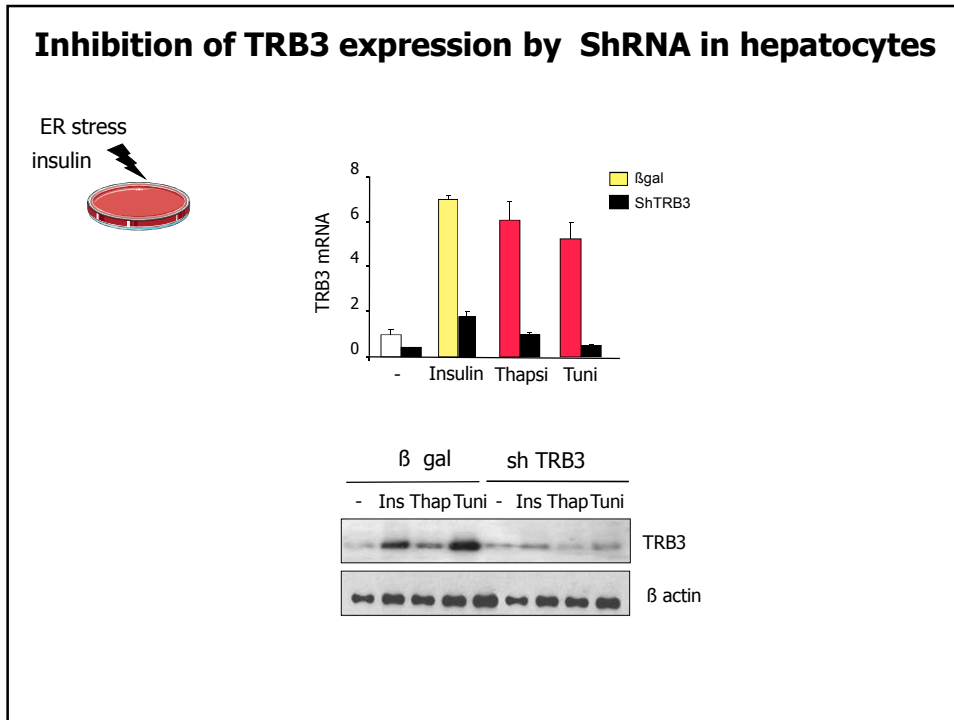 Inhibition of TRB3 expression by ShRNA in hepatocytes
ER stress
insulin
8
6
4
2
0
TRB3 mRNA
ßgal
ShTRB3
- Insulin Thapsi Tuni
ß gal sh TRB3
- Ins Thap Tuni - Ins Thap Tuni
TRB3
ß actin